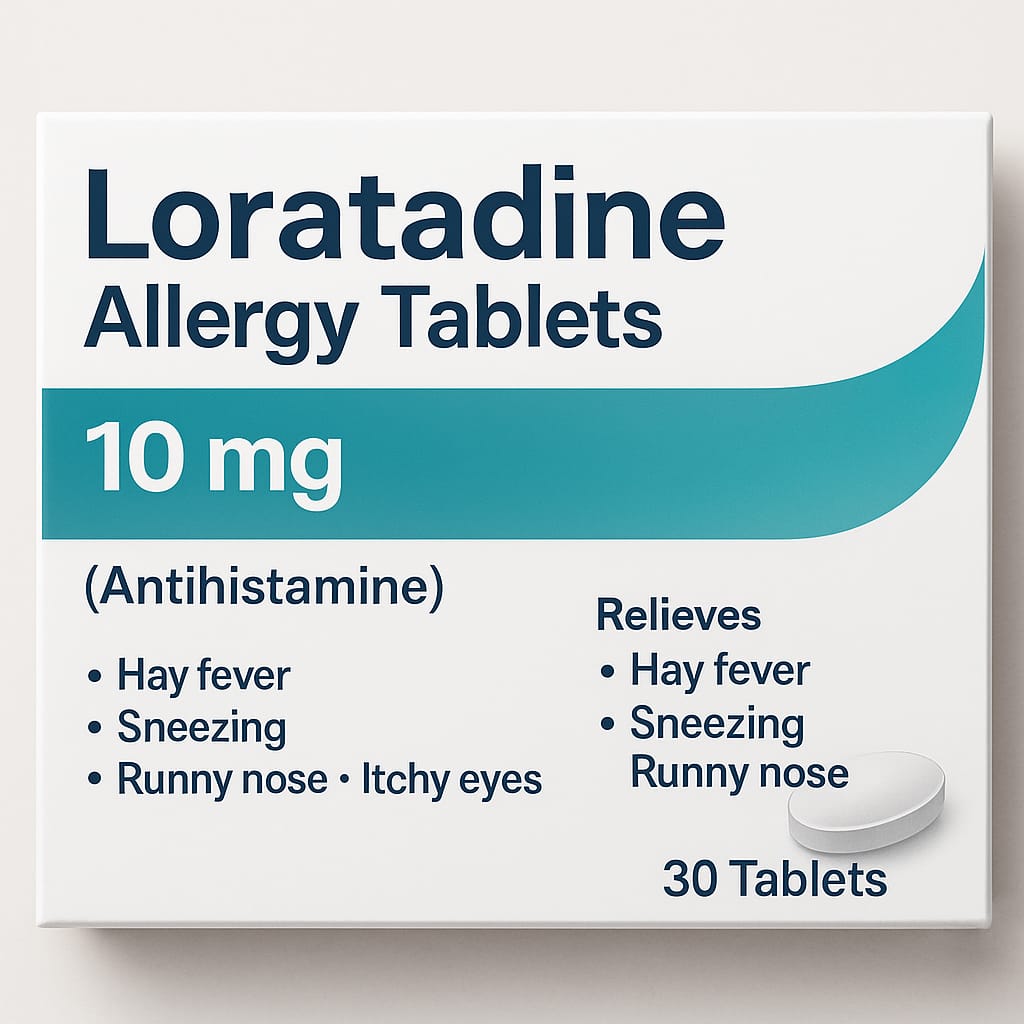 Loratadine
Allergy Tablets
10 mg
(Antihistamine)
• Hay fever
• Sneezing
• Runny nose • Itchy eyes
Relieves
• Hay fever
• Sneezing
Runny nose
30 Tablets